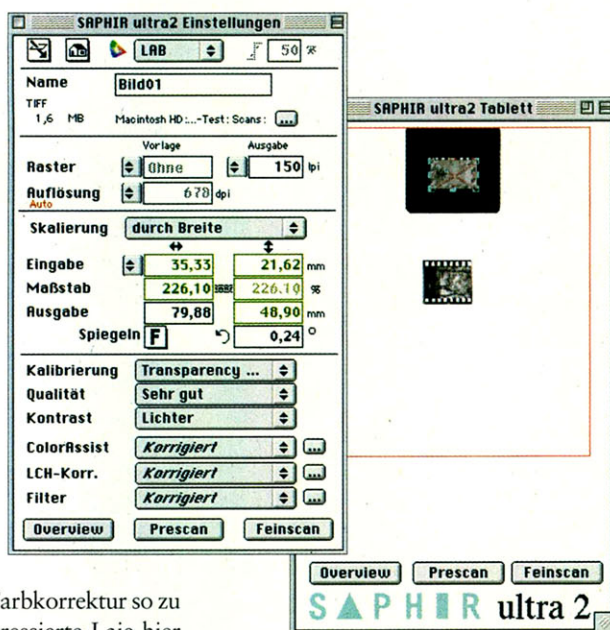 SAPHIR ultra2 Einstellungen
LAB 50 %
Name Bild01
TIFF
1,6 MB Macintosh HD:...-Test: Scans: ...
Vorlage Ausgabe
Raster Ohne 150 lpi
Auflösung 678 dpi
Auto
Skalierung durch Breite
Eingabe 35,33 21,62 mm
Maßstab 226,10 226,10 %
Ausgabe 79,88 48,90 mm
Spiegeln F 0,24 °
Kalibrierung Transparency ...
Qualität Sehr gut
Kontrast Lichter
ColorAssist Korrigiert ...
LCH-Korr. Korrigiert ...
Filter Korrigiert ...
Overview Prescan Feinscan
SAPHIR ultra2 Tablett
Overview Prescan Feinscan
SAPHIR ultra 2
arbkorrektur so zu